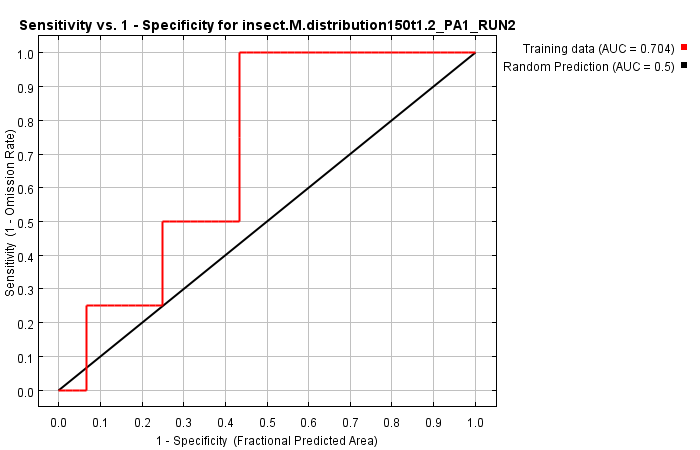 Sensitivity vs. 1 - Specificity for insect.M.distribution150t1.2_PA1_RUN2
Training data (AUC = 0.704)
Random Prediction (AUC = 0.5)
Sensitivity (1 - Omission Rate)
1.0
0.9
0.8
0.7
0.6
0.5
0.4
0.3
0.2
0.1
0.0
0.0 0.1 0.2 0.3 0.4 0.5 0.6 0.7 0.8 0.9 1.0
1 - Specificity (Fractional Predicted Area)